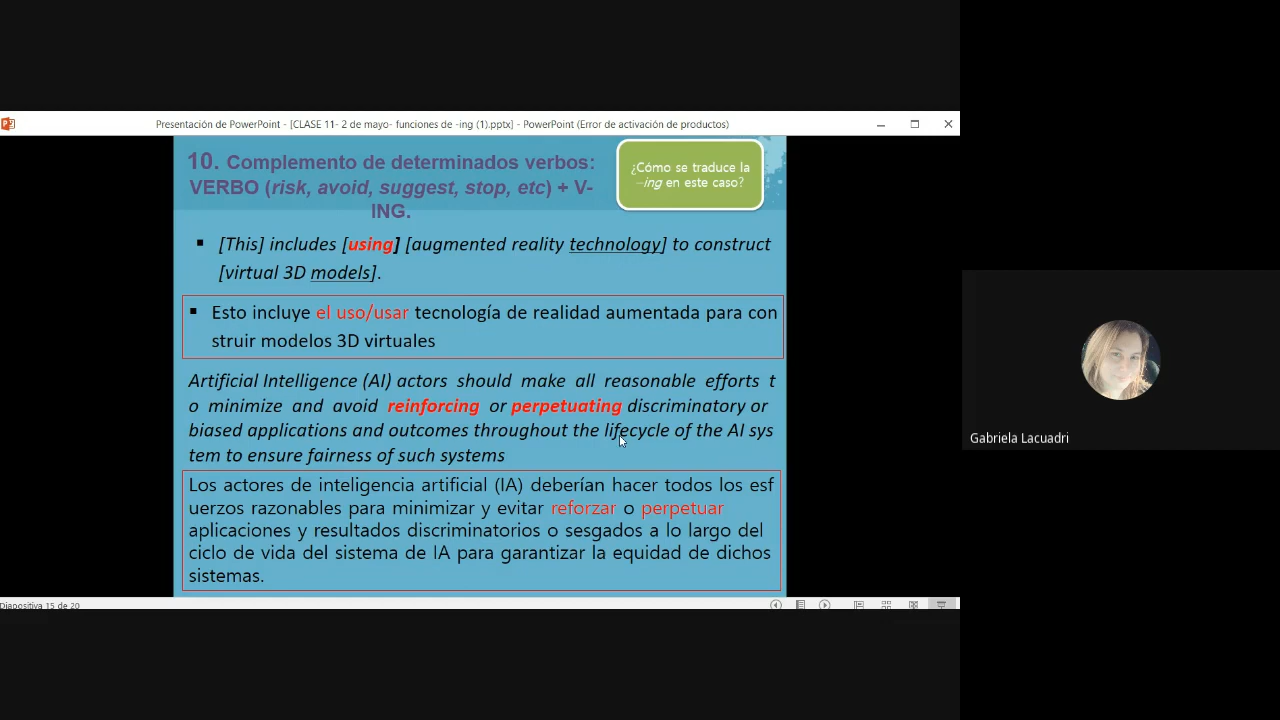 Presentación de PowerPoint - [CLASE 11- 2 de mayo- funciones de -ing (1).pptx] - PowerPoint (Error de activación de productos)
10. Complemento de determinados verbos:
VERBO (risk, avoid, suggest, stop, etc) + V-
ING.
¿Cómo se traduce la
–ing en este caso?
▪ [This] includes [using] [augmented reality technology] to construct
[virtual 3D models].
▪ Esto incluye el uso/usar tecnología de realidad aumentada para con
struir modelos 3D virtuales
Artificial Intelligence (AI) actors should make all reasonable efforts t
o minimize and avoid reinforcing or perpetuating discriminatory or
biased applications and outcomes throughout the lifecycle of the AI sys
tem to ensure fairness of such systems
Los actores de inteligencia artificial (IA) deberían hacer todos los esf
uerzos razonables para minimizar y evitar reforzar o perpetuar
aplicaciones y resultados discriminatorios o sesgados a lo largo del
ciclo de vida del sistema de IA para garantizar la equidad de dichos
sistemas.
Diapositiva 15 de 20
Gabriela Lacuadri